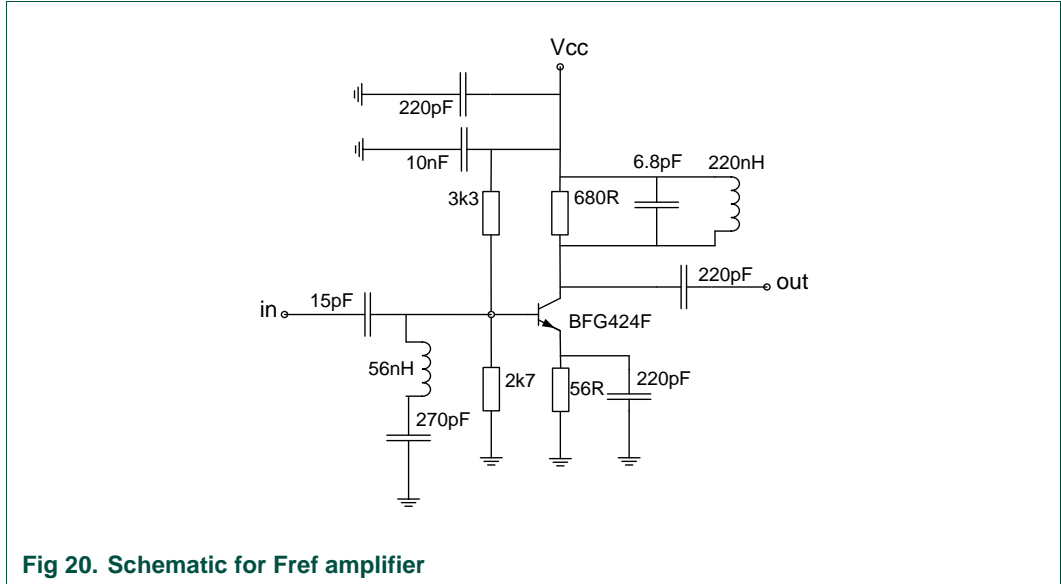 Vcc
220pF
10nF
6.8pF 220nH
3k3
680R
220pF
out
in
15pF
BFG424F
56nH
2k7
56R
220pF
270pF
Fig 20. Schematic for Fref amplifier